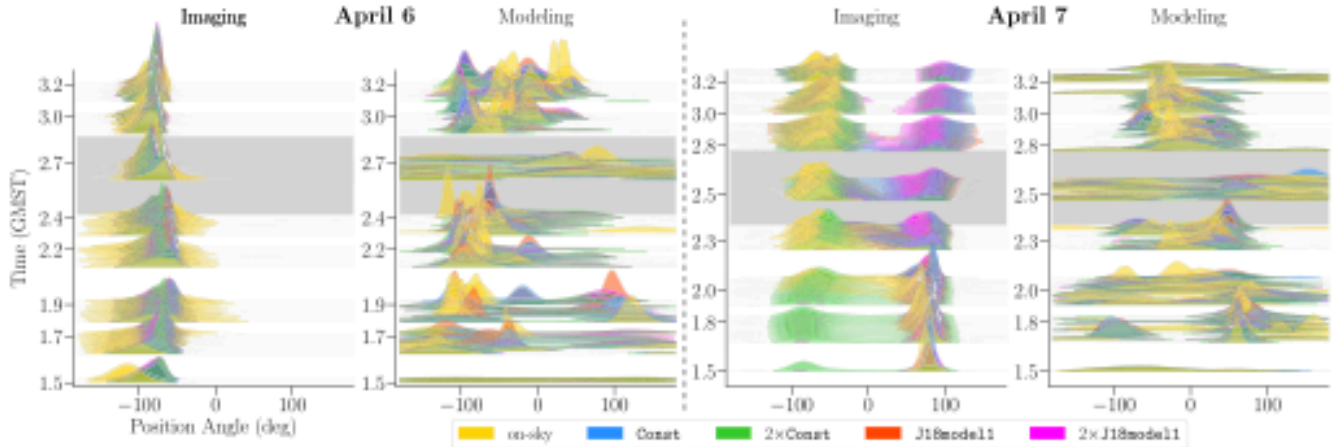 Imaging April 6 Modeling Imaging April 7 Modeling
3.2 3.0 2.7 2.4 2.2 1.9 1.7 1.5
3.2 3.0 2.7 2.4 2.2 1.9 1.7 1.5
3.2 3.0 2.8 2.5 2.3 2.0 1.8 1.5
3.2 3.0 2.8 2.5 2.3 2.0 1.8 1.5
Time (GMST)
−100 0 100 −100 0 100 −100 0 100 −100 0 100
Position Angle (deg)
on-sky Const 2×Const J18model1 2×J18model1